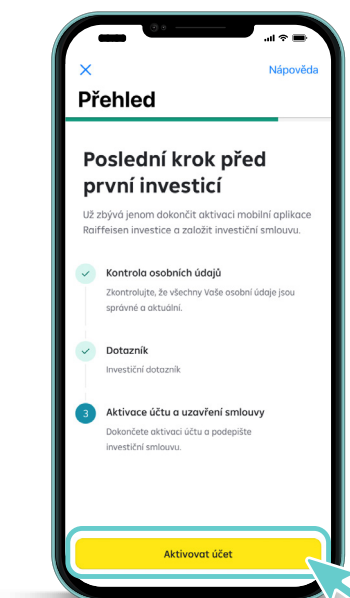 Nápověda
Přehled
Poslední krok před
první investicí
Už zbývá jenom dokončit aktivaci mobilní aplikace
Raiffeisen investice a založit investiční smlouvu.
Kontrola osobních údajů
Zkontrolujte, že všechny Vaše osobní údaje jsou
správné a aktuální.
Dotazník
Investiční dotazník
3 Aktivace účtu a uzavření smlouvy
Dokončete aktivaci účtu a podepište
investiční smlouvu.
Aktivovat účet